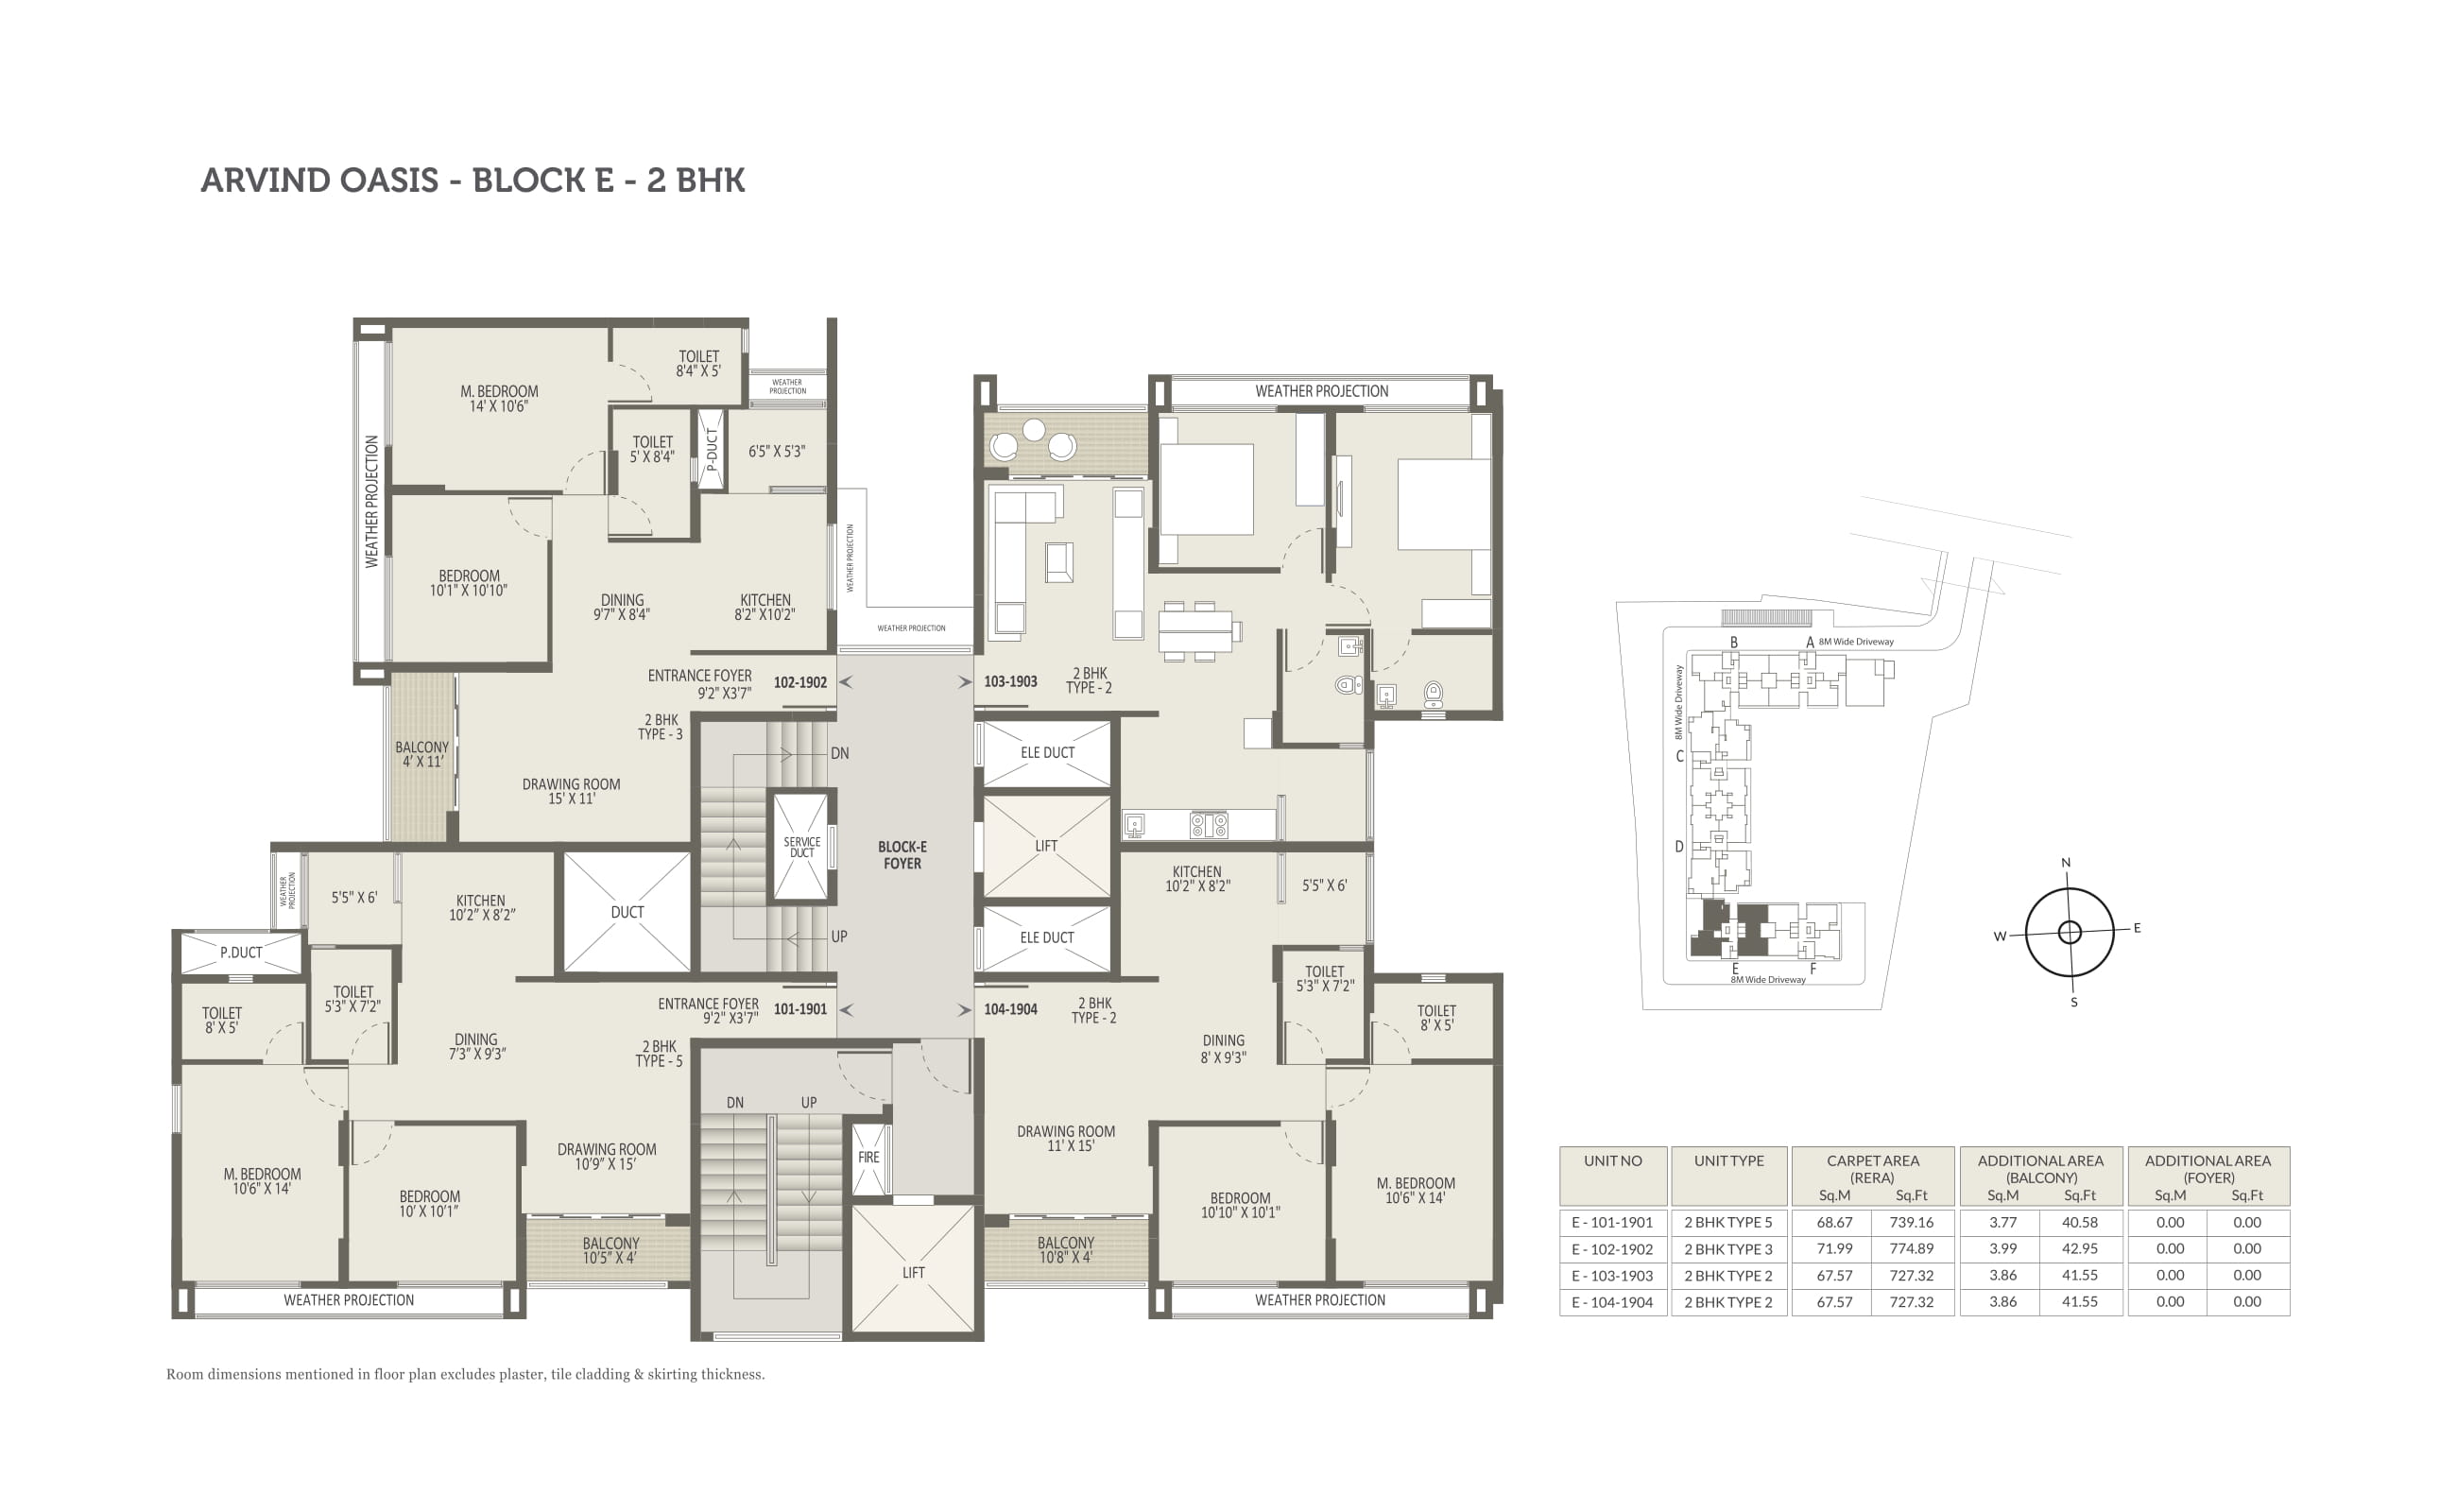 ARVIND OASIS - BLOCK E - 2 BHK
M. BEDROOM
14' X 10'6"
TOILET
8'4" X 5'
WEATHER
PROJECTION
TOILET
5' X 8'4"
P-DUCT
6'5" X 5'3"
WEATHER PROJECTION
BEDROOM
10'1" X 10'10"
DINING
9'7" X 8'4"
KITCHEN
8'2" X10'2"
WEATHER PROJECTION
WEATHER PROJECTION
ENTRANCE FOYER
9'2" X3'7"
102-1902
2 BHK
TYPE - 3
BALCONY
4' X 11'
DRAWING ROOM
15' X 11'
WEATHER PROJECTION
103-1903
2 BHK
TYPE - 2
DN
SERVICE
DUCT
UP
BLOCK-E
FOYER
ELE DUCT
LIFT
ELE DUCT
WEATHER
PROJECTION
5'5" X 6'
KITCHEN
10'2" X 8'2"
DUCT
P.DUCT
TOILET
8' X 5'
TOILET
5'3" X 7'2"
DINING
7'3" X 9'3"
ENTRANCE FOYER
9'2" X3'7"
101-1901
2 BHK
TYPE - 5
M. BEDROOM
10'6" X 14'
BEDROOM
10' X 10'1"
DRAWING ROOM
10'9" X 15'
BALCONY
10'5" X 4'
WEATHER PROJECTION
DN
UP
FIRE
LIFT
KITCHEN
10'2" X 8'2"
5'5" X 6'
TOILET
5'3" X 7'2"
TOILET
8' X 5'
104-1904
2 BHK
TYPE - 2
DINING
8' X 9'3"
DRAWING ROOM
11' X 15'
BEDROOM
10'10" X 10'1"
M. BEDROOM
10'6" X 14'
BALCONY
10'8" X 4'
WEATHER PROJECTION
Room dimensions mentioned in floor plan excludes plaster, tile cladding & skirting thickness.
B
A
8M Wide Driveway
8M Wide Driveway
C
D
E
F
8M Wide Driveway
N
W
E
S
UNIT NO UNIT TYPE CARPET AREA ADDITIONAL AREA ADDITIONAL AREA
(RERA) (BALCONY) (FOYER)
Sq.M Sq.Ft Sq.M Sq.Ft Sq.M Sq.Ft
E - 101-1901 2 BHK TYPE 5 68.67 739.16 3.77 40.58 0.00 0.00
E - 102-1902 2 BHK TYPE 3 71.99 774.89 3.99 42.95 0.00 0.00
E - 103-1903 2 BHK TYPE 2 67.57 727.32 3.86 41.55 0.00 0.00
E - 104-1904 2 BHK TYPE 2 67.57 727.32 3.86 41.55 0.00 0.00